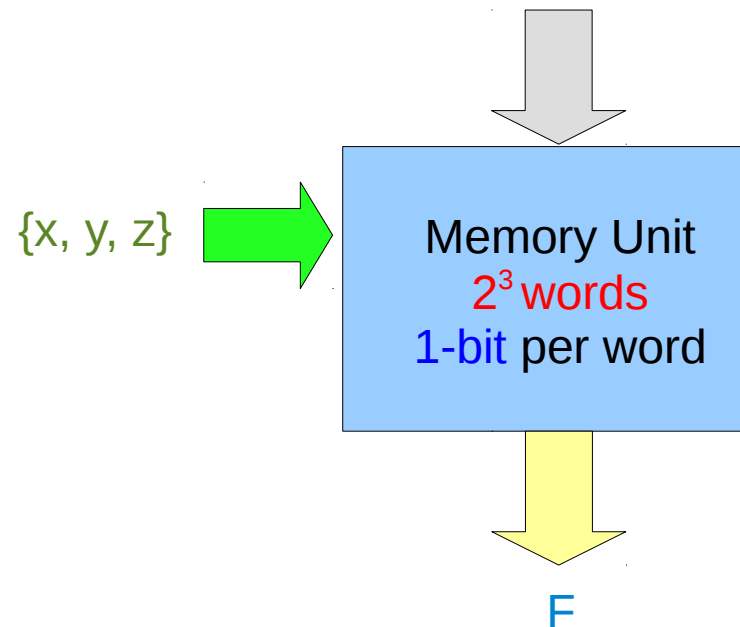 {x, y, z}
Memory Unit
2³ words
1-bit per word
F